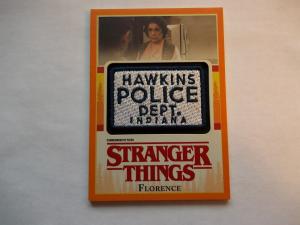 HAWKINS
POLICE
DEPT.
INDIANA
STRANGER
THINGS
FLORENCE